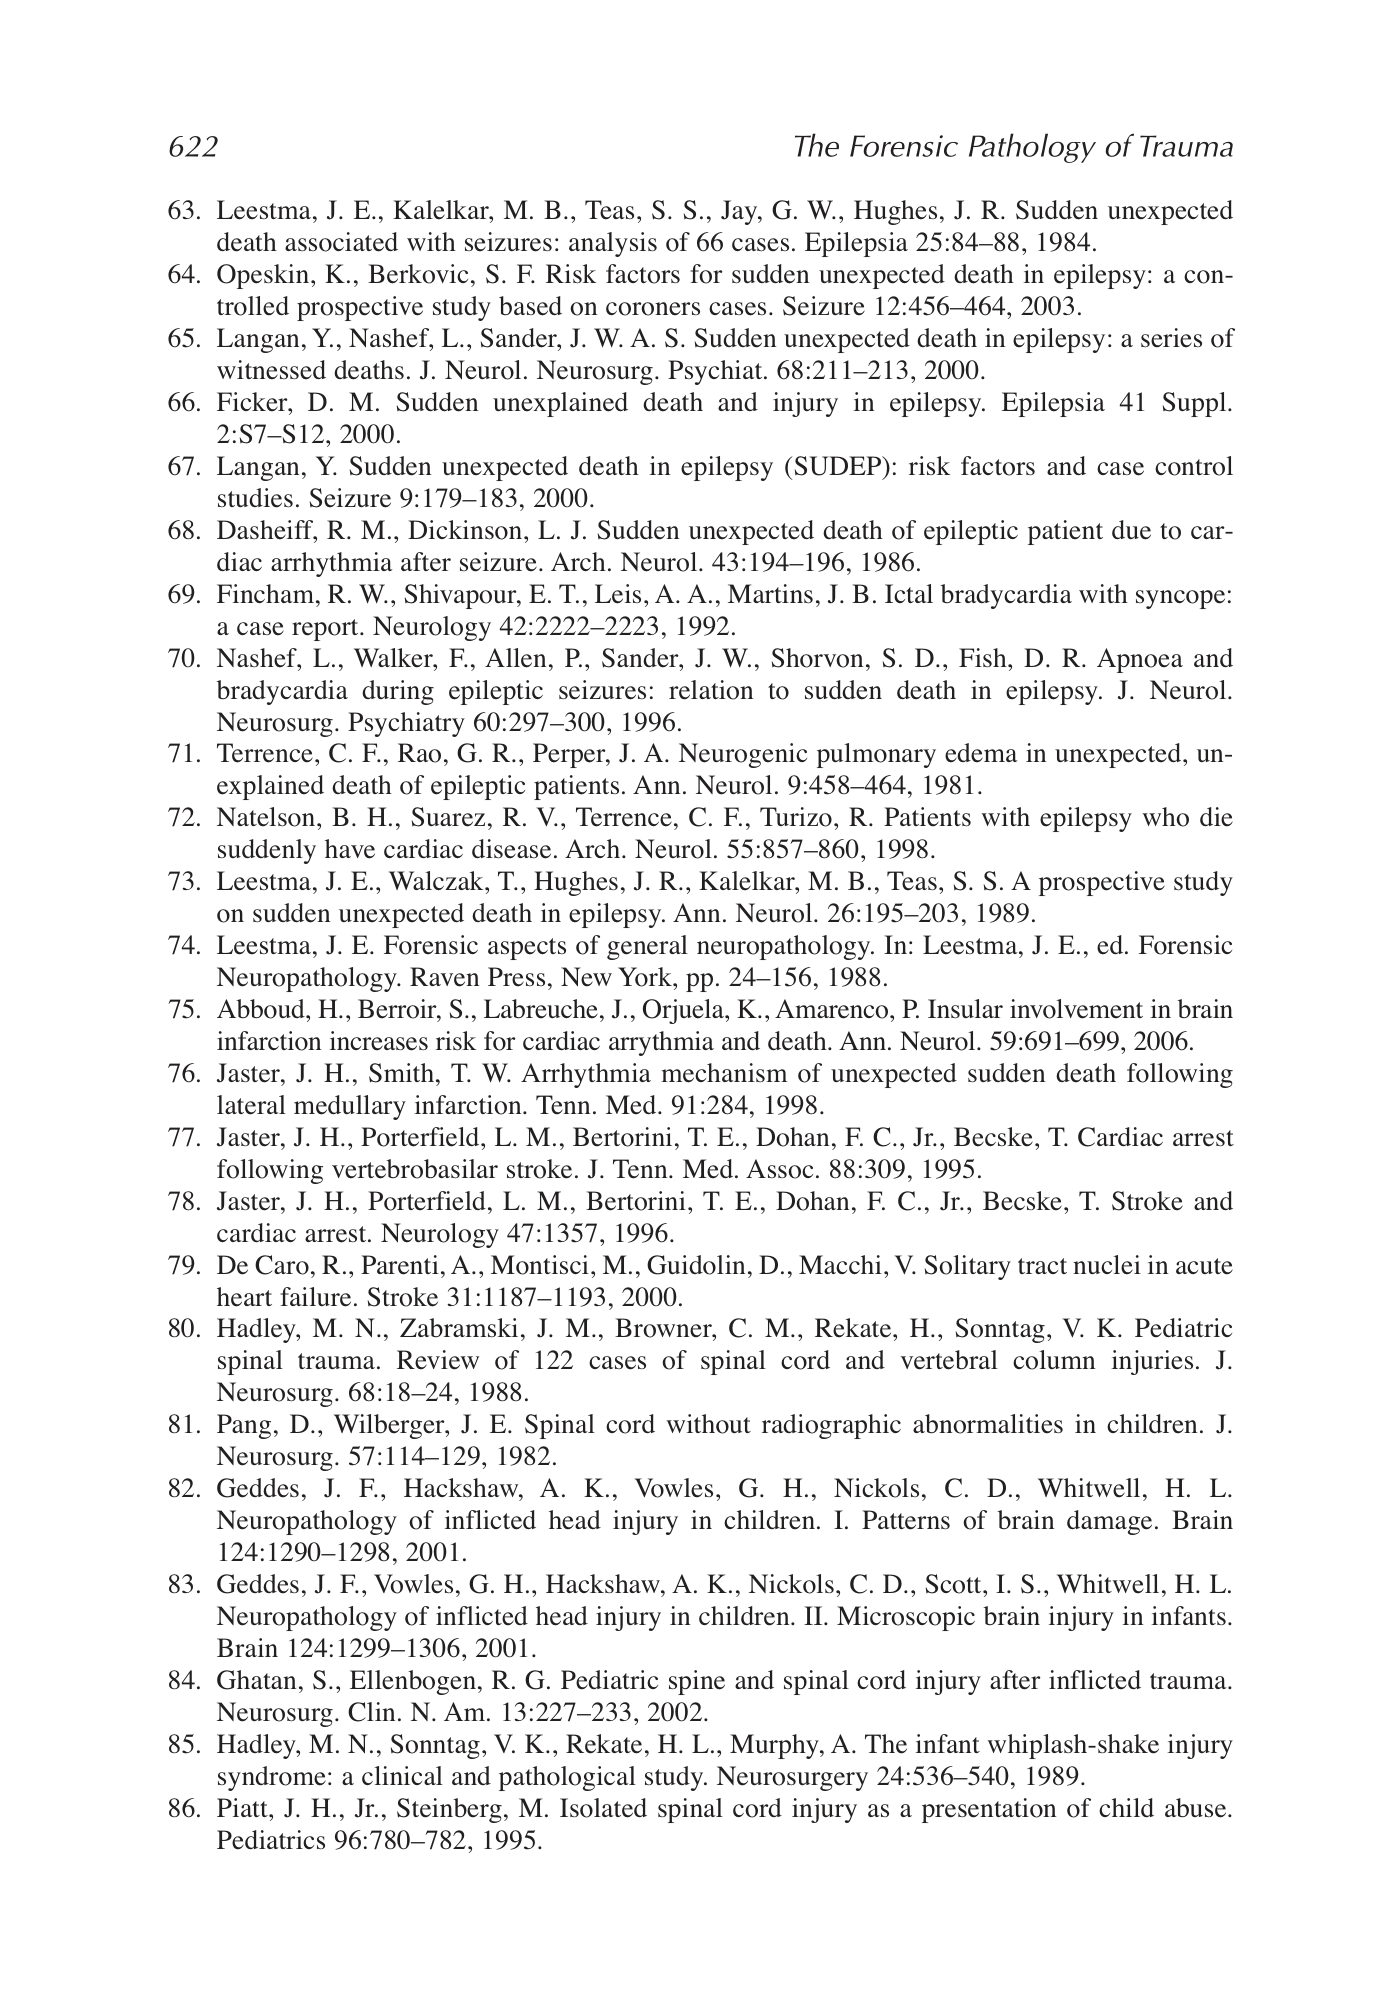 622 The Forensic Pathology of Trauma
63. Leestma, J. E., Kalelkar, M. B., Teas, S. S., Jay, G. W., Hughes, J. R. Sudden unexpected
death associated with seizures: analysis of 66 cases. Epilepsia 25:84–88, 1984.
64. Opeskin, K., Berkovic, S. F. Risk factors for sudden unexpected death in epilepsy: a con-
trolled prospective study based on coroners cases. Seizure 12:456–464, 2003.
65. Langan, Y., Nashef, L., Sander, J. W. A. S. Sudden unexpected death in epilepsy: a series of
witnessed deaths. J. Neurol. Neurosurg. Psychiat. 68:211–213, 2000.
66. Ficker, D. M. Sudden unexplained death and injury in epilepsy. Epilepsia 41 Suppl.
2:S7–S12, 2000.
67. Langan, Y. Sudden unexpected death in epilepsy (SUDEP): risk factors and case control
studies. Seizure 9:179–183, 2000.
68. Dasheiff, R. M., Dickinson, L. J. Sudden unexpected death of epileptic patient due to car-
diac arrhythmia after seizure. Arch. Neurol. 43:194–196, 1986.
69. Fincham, R. W., Shivapour, E. T., Leis, A. A., Martins, J. B. Ictal bradycardia with syncope:
a case report. Neurology 42:2222–2223, 1992.
70. Nashef, L., Walker, F., Allen, P., Sander, J. W., Shorvon, S. D., Fish, D. R. Apnoea and
bradycardia during epileptic seizures: relation to sudden death in epilepsy. J. Neurol.
Neurosurg. Psychiatry 60:297–300, 1996.
71. Terrence, C. F., Rao, G. R., Perper, J. A. Neurogenic pulmonary edema in unexpected, un-
explained death of epileptic patients. Ann. Neurol. 9:458–464, 1981.
72. Natelson, B. H., Suarez, R. V., Terrence, C. F., Turizo, R. Patients with epilepsy who die
suddenly have cardiac disease. Arch. Neurol. 55:857–860, 1998.
73. Leestma, J. E., Walczak, T., Hughes, J. R., Kalelkar, M. B., Teas, S. S. A prospective study
on sudden unexpected death in epilepsy. Ann. Neurol. 26:195–203, 1989.
74. Leestma, J. E. Forensic aspects of general neuropathology. In: Leestma, J. E., ed. Forensic
Neuropathology. Raven Press, New York, pp. 24–156, 1988.
75. Abboud, H., Berroir, S., Labreuche, J., Orjuela, K., Amarenco, P. Insular involvement in brain
infarction increases risk for cardiac arrythmia and death. Ann. Neurol. 59:691–699, 2006.
76. Jaster, J. H., Smith, T. W. Arrhythmia mechanism of unexpected sudden death following
lateral medullary infarction. Tenn. Med. 91:284, 1998.
77. Jaster, J. H., Porterfield, L. M., Bertorini, T. E., Dohan, F. C., Jr., Becske, T. Cardiac arrest
following vertebrobasilar stroke. J. Tenn. Med. Assoc. 88:309, 1995.
78. Jaster, J. H., Porterfield, L. M., Bertorini, T. E., Dohan, F. C., Jr., Becske, T. Stroke and
cardiac arrest. Neurology 47:1357, 1996.
79. De Caro, R., Parenti, A., Montisci, M., Guidolin, D., Macchi, V. Solitary tract nuclei in acute
heart failure. Stroke 31:1187–1193, 2000.
80. Hadley, M. N., Zabramski, J. M., Browner, C. M., Rekate, H., Sonntag, V. K. Pediatric
spinal trauma. Review of 122 cases of spinal cord and vertebral column injuries. J.
Neurosurg. 68:18–24, 1988.
81. Pang, D., Wilberger, J. E. Spinal cord without radiographic abnormalities in children. J.
Neurosurg. 57:114–129, 1982.
82. Geddes, J. F., Hackshaw, A. K., Vowles, G. H., Nickols, C. D., Whitwell, H. L.
Neuropathology of inflicted head injury in children. I. Patterns of brain damage. Brain
124:1290–1298, 2001.
83. Geddes, J. F., Vowles, G. H., Hackshaw, A. K., Nickols, C. D., Scott, I. S., Whitwell, H. L.
Neuropathology of inflicted head injury in children. II. Microscopic brain injury in infants.
Brain 124:1299–1306, 2001.
84. Ghatan, S., Ellenbogen, R. G. Pediatric spine and spinal cord injury after inflicted trauma.
Neurosurg. Clin. N. Am. 13:227–233, 2002.
85. Hadley, M. N., Sonntag, V. K., Rekate, H. L., Murphy, A. The infant whiplash-shake injury
syndrome: a clinical and pathological study. Neurosurgery 24:536–540, 1989.
86. Piatt, J. H., Jr., Steinberg, M. Isolated spinal cord injury as a presentation of child abuse.
Pediatrics 96:780–782, 1995.